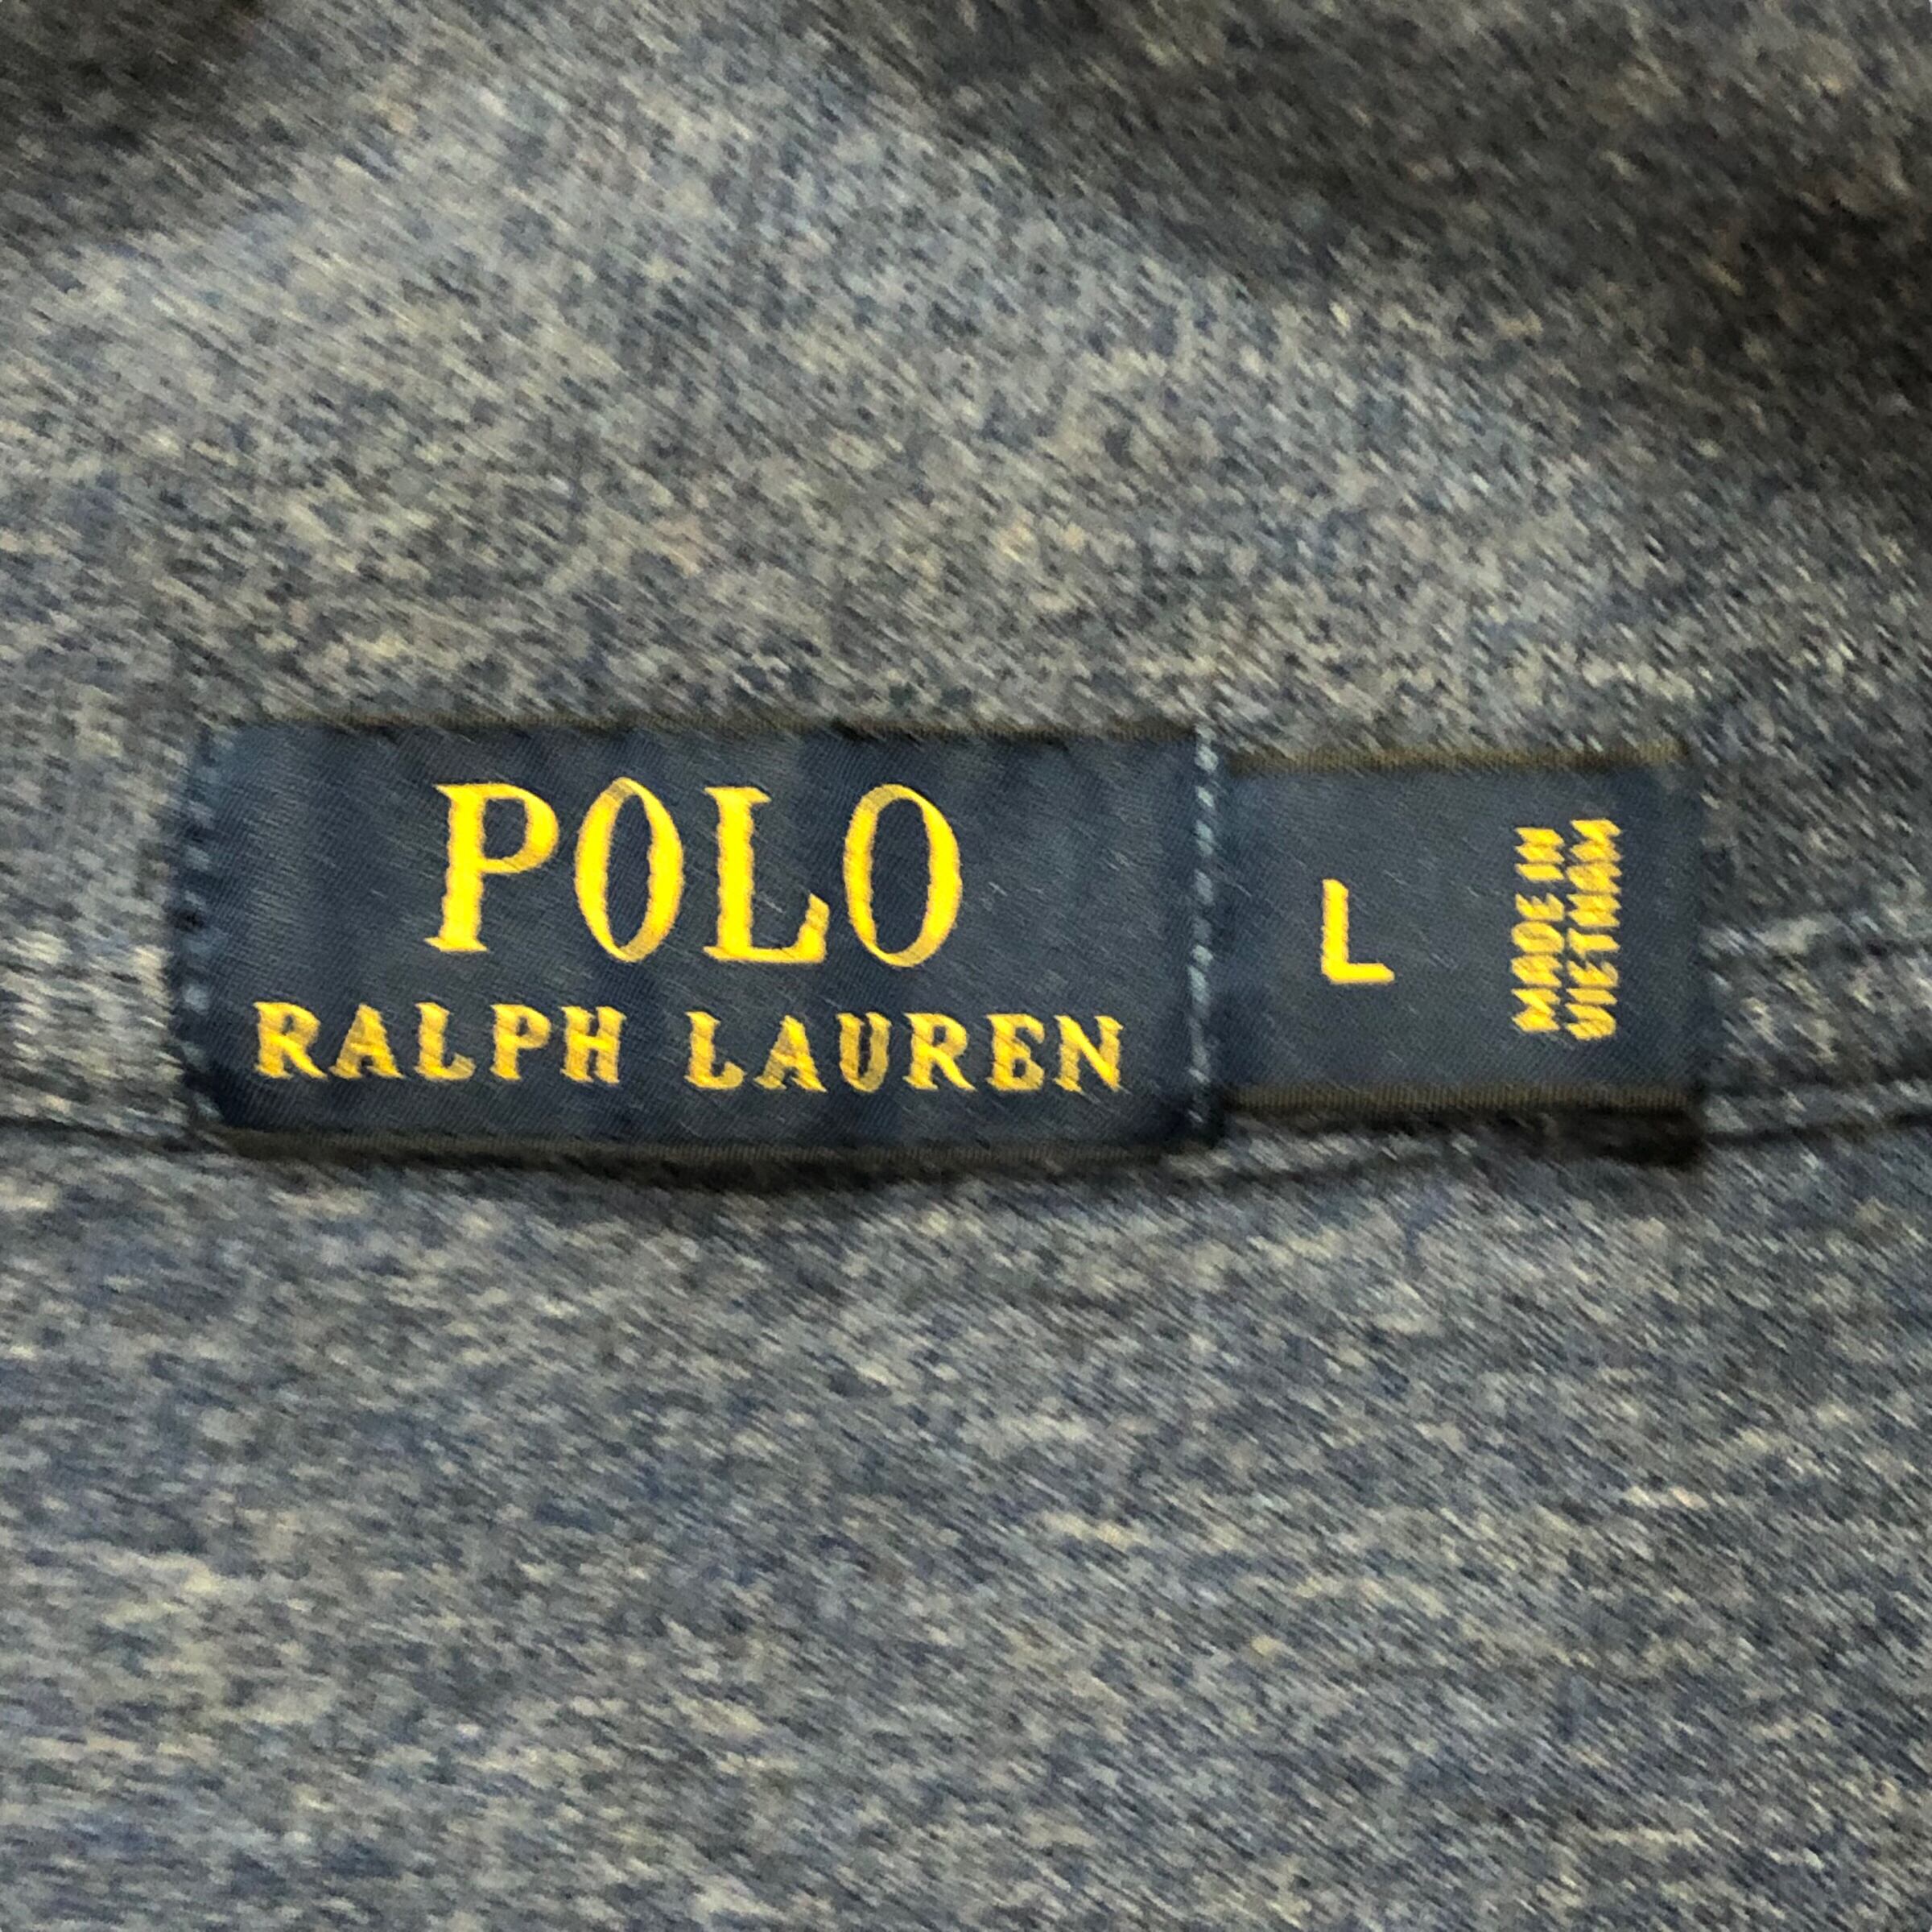 POLO
RALPH LAUREN
L
MADE IN
VIETNAM